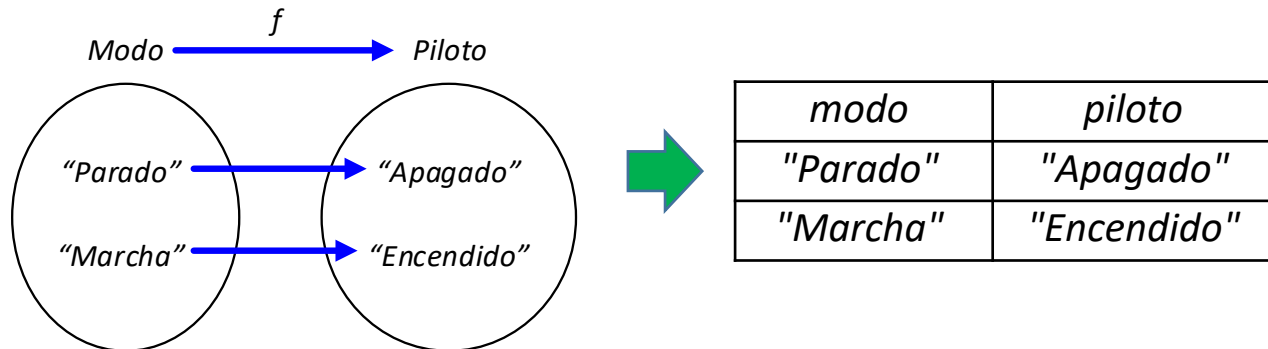 f
Modo Piloto
“Parado” “Apagado”
“Marcha” “Encendido”
modo piloto
"Parado" "Apagado"
"Marcha" "Encendido"